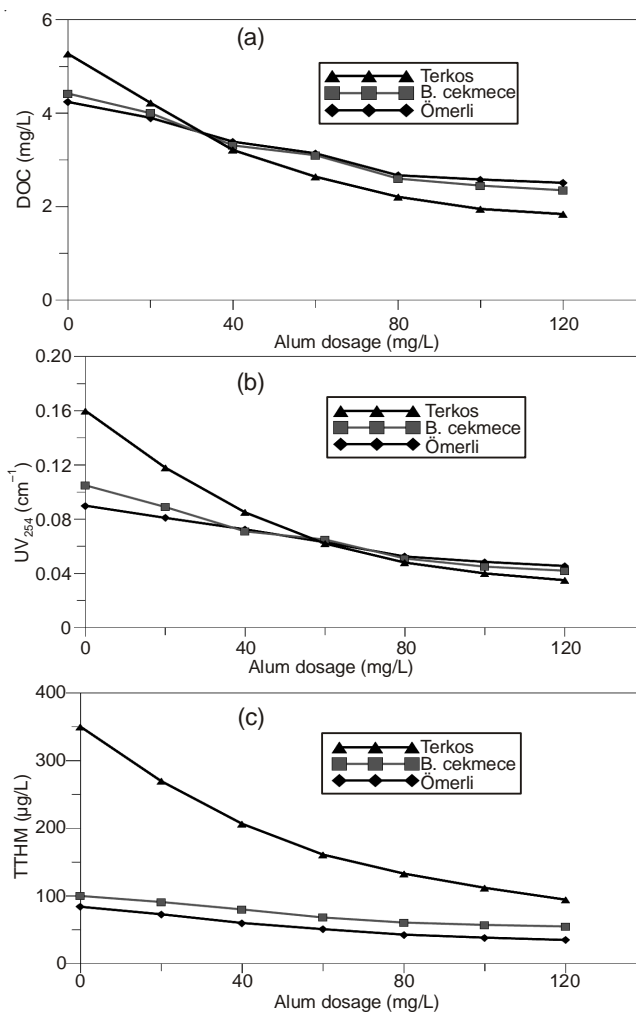 (a)
6
4
2
0
DOC (mg/L)
Terkos
B. cekmece
Ömerli
0 40 80 120
Alum dosage (mg/L)
(b)
0.20
0.16
0.12
0.08
0.04
0
UV254 (cm−1)
Terkos
B. cekmece
Ömerli
0 40 80 120
Alum dosage (mg/L)
(c)
400
300
200
100
0
TTHM (µg/L)
Terkos
B. cekmece
Ömerli
0 40 80 120
Alum dosage (mg/L)